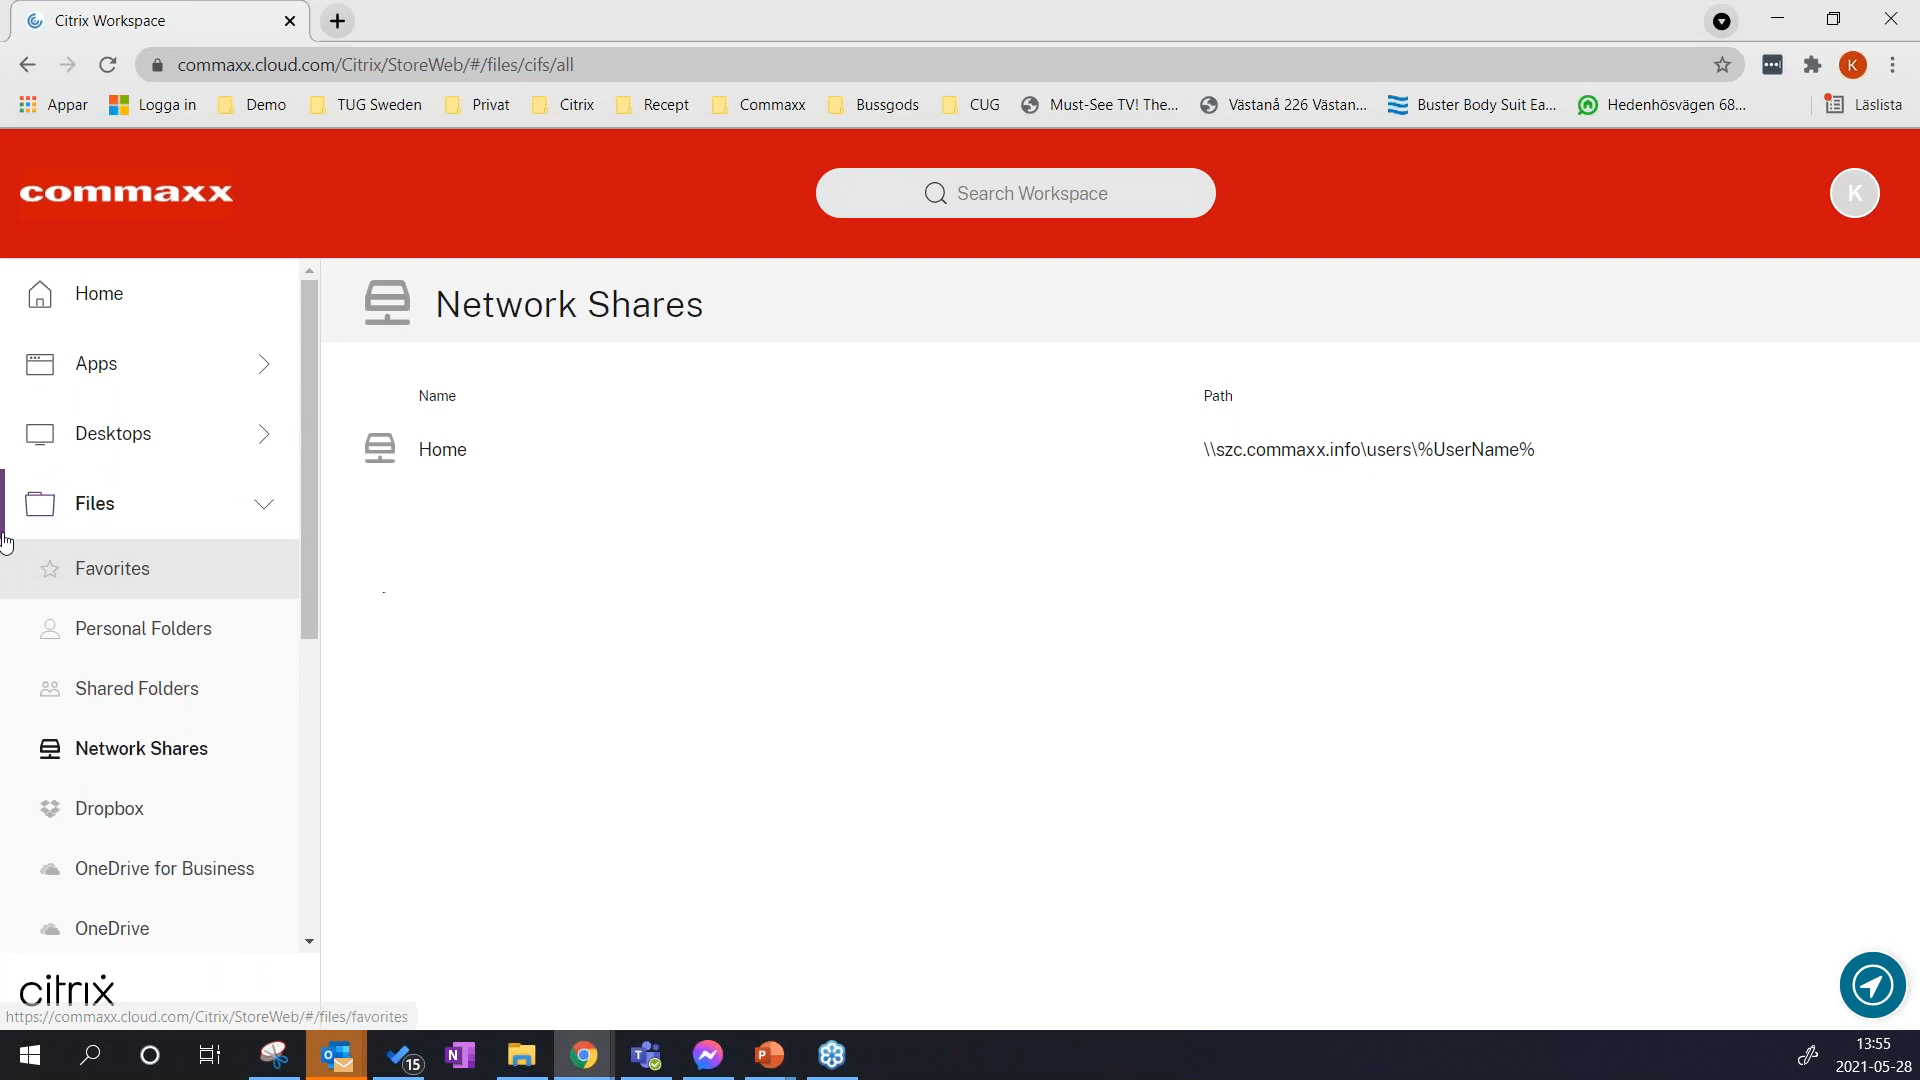 Citrix Workspace
commaxx.cloud.com/Citrix/StoreWeb/#/files/cifs/all
K
Appar
Logga in
Demo
TUG Sweden
Privat
Citrix
Recept
Commaxx
Bussgods
CUG
Must-See TV! The...
Västanå 226 Västan...
Buster Body Suit Ea...
Hedenhösvägen 68...
Läslista
commaxx
Search Workspace
K
Home
Apps
Desktops
Files
Favorites
Personal Folders
Shared Folders
Network Shares
Dropbox
OneDrive for Business
OneDrive
citrix
https://commaxx.cloud.com/Citrix/StoreWeb/#/files/favorites
Network Shares
Name Path
Home \\szc.commaxx.info\users\%UserName%
15
13:55
2021-05-28